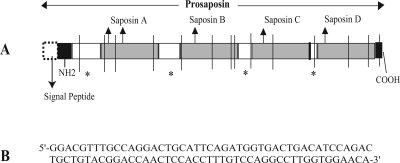 Prosaposin
Saposin A Saposin B Saposin C Saposin D
A
NH2 * * * * COOH
Signal Peptide
B 5'-GGACGTTTGCCAGGACTGCATTCAGATGGTGACTGACATCCAGAC
TGCTGTACGGACCAACTCCACCTTTGTCCAGGCCTTGGTGGAACA-3'